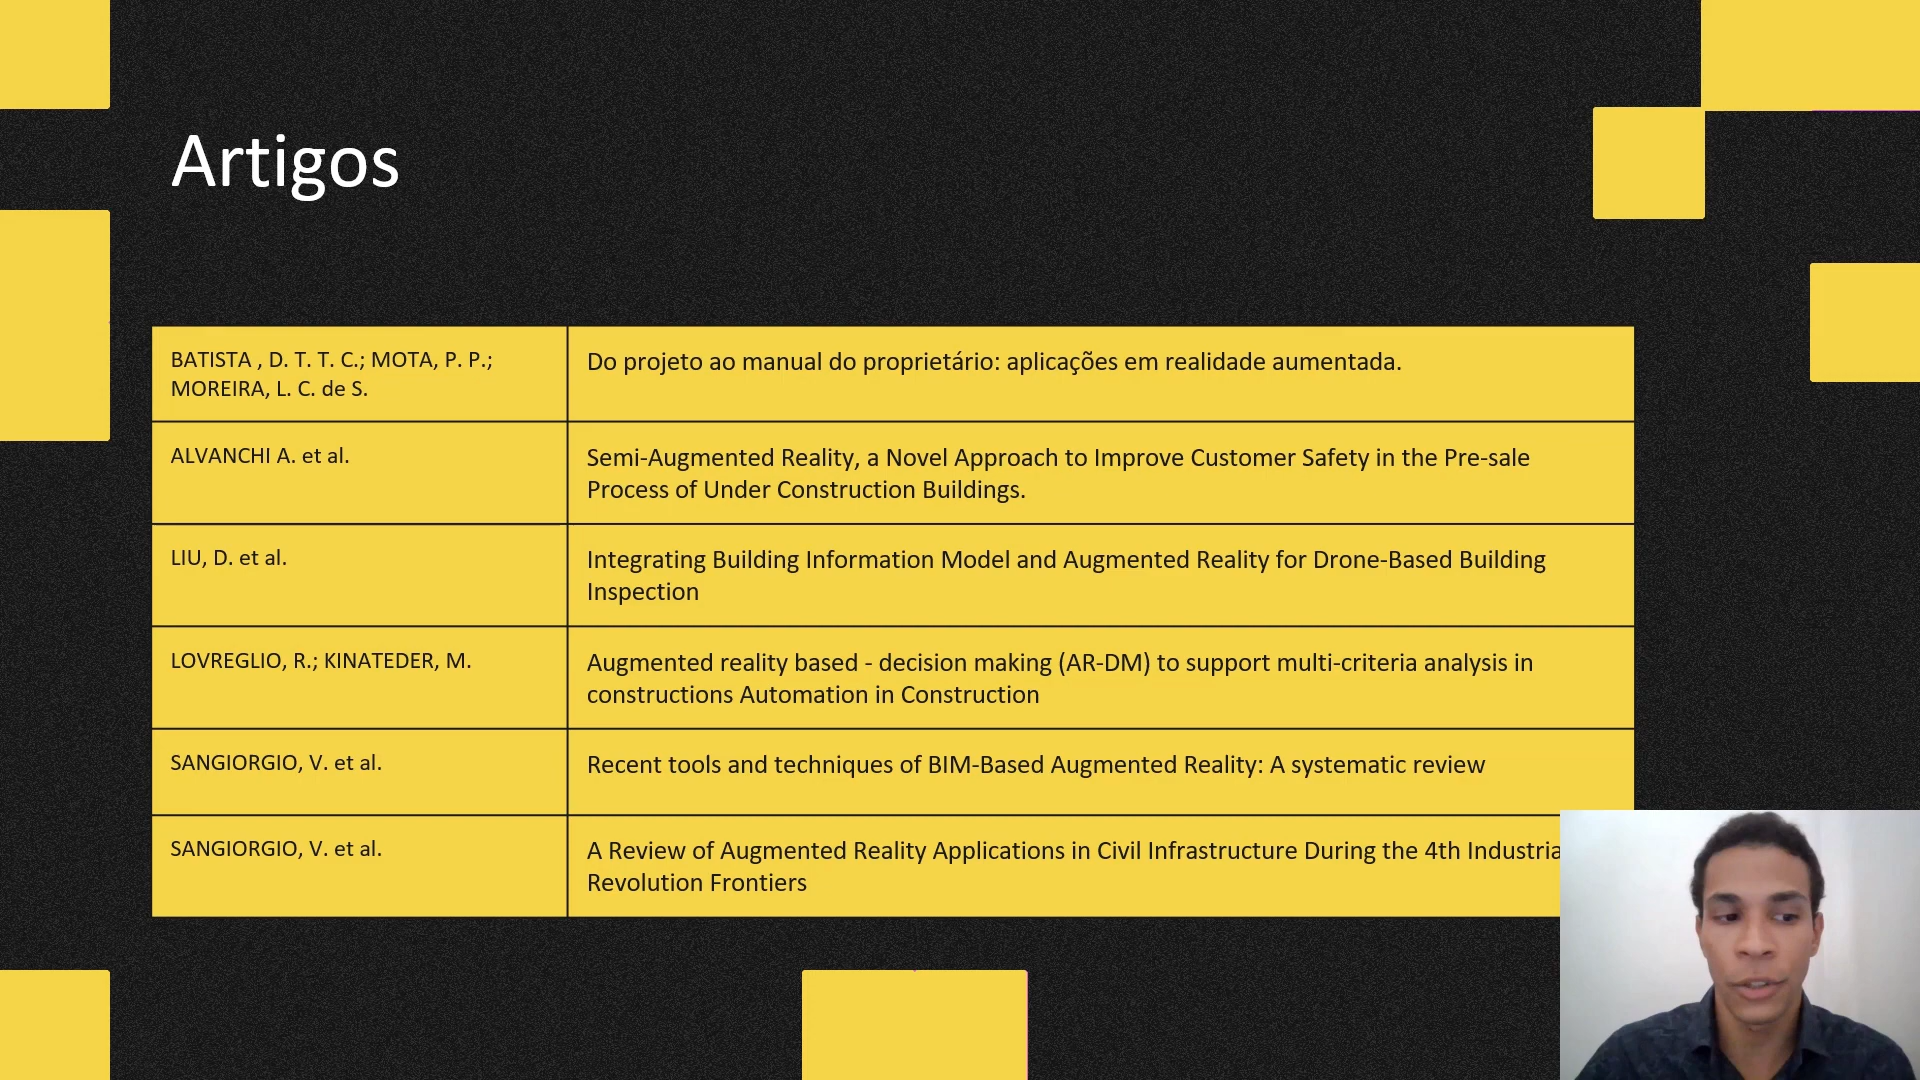 Artigos
BATISTA , D. T. T. C.; MOTA, P. P.;
MOREIRA, L. C. de S.
Do projeto ao manual do proprietário: aplicações em realidade aumentada.
ALVANCHI A. et al.
Semi-Augmented Reality, a Novel Approach to Improve Customer Safety in the Pre-sale
Process of Under Construction Buildings.
LIU, D. et al.
Integrating Building Information Model and Augmented Reality for Drone-Based Building
Inspection
LOVREGLIO, R.; KINATEDER, M.
Augmented reality based - decision making (AR-DM) to support multi-criteria analysis in
constructions Automation in Construction
SANGIORGIO, V. et al.
Recent tools and techniques of BIM-Based Augmented Reality: A systematic review
SANGIORGIO, V. et al.
A Review of Augmented Reality Applications in Civil Infrastructure During the 4th Industria
Revolution Frontiers